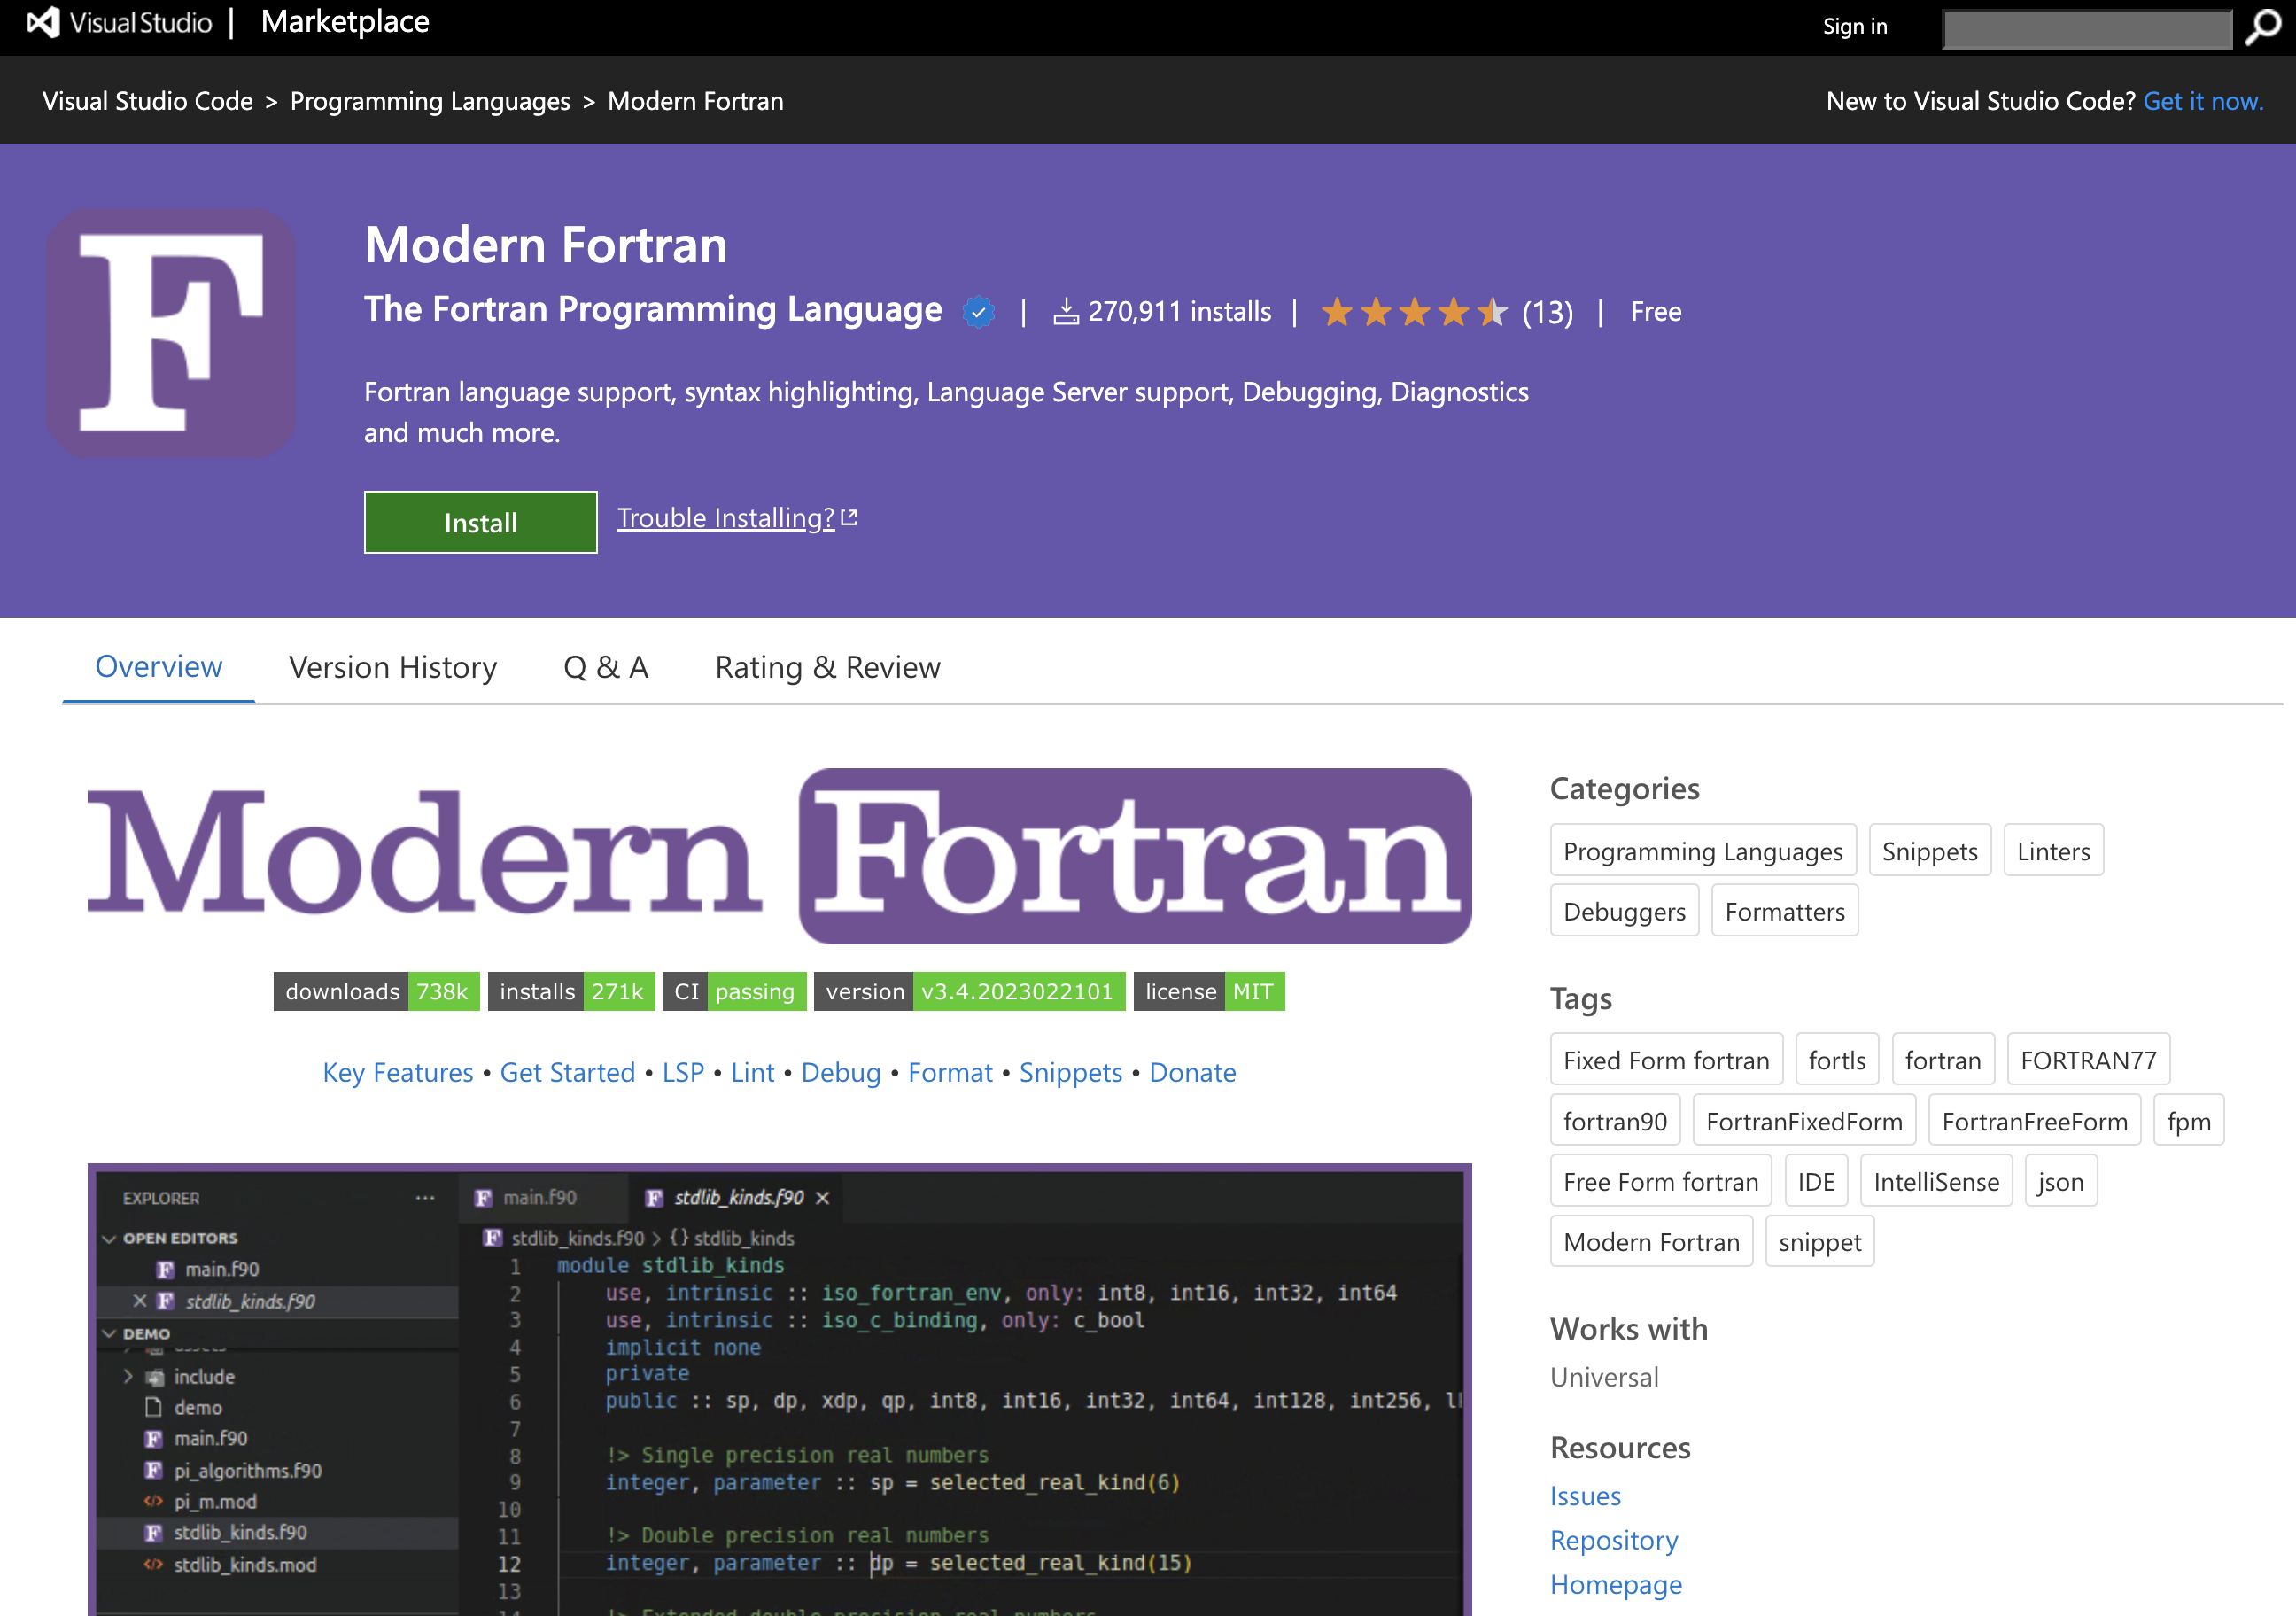 Visual Studio | Marketplace
Sign in
Visual Studio Code > Programming Languages > Modern Fortran
New to Visual Studio Code? Get it now.
F
Modern Fortran
The Fortran Programming Language | 270,911 installs | (13) | Free
Fortran language support, syntax highlighting, Language Server support, Debugging, Diagnostics
and much more.
Install
Trouble Installing?
Overview
Version History
Q & A
Rating & Review
Modern Fortran
downloads 738k installs 271k CI passing version v3.4.2023022101 license MIT
Key Features • Get Started • LSP • Lint • Debug • Format • Snippets • Donate
EXPLORER ···
OPEN EDITORS
F main.f90
× F stdlib_kinds.f90
DEMO
include
demo
F main.f90
F pi_algorithms.f90
pi_m.mod
F stdlib_kinds.f90
stdlib_kinds.mod
F main.f90
F stdlib_kinds.f90 ×
F stdlib_kinds.f90 > {} stdlib_kinds
1 module stdlib_kinds
2 use, intrinsic :: iso_fortran_env, only: int8, int16, int32, int64
3 use, intrinsic :: iso_c_binding, only: c_bool
4 implicit none
5 private
6 public :: sp, dp, xdp, qp, int8, int16, int32, int64, int128, int256,
7
8 !> Single precision real numbers
9 integer, parameter :: sp = selected_real_kind(6)
10
11 !> Double precision real numbers
12 integer, parameter :: dp = selected_real_kind(15)
13
Categories
Programming Languages Snippets Linters
Debuggers Formatters
Tags
Fixed Form fortran fortls fortran FORTRAN77
fortran90 FortranFixedForm FortranFreeForm fpm
Free Form fortran IDE IntelliSense json
Modern Fortran snippet
Works with
Universal
Resources
Issues
Repository
Homepage